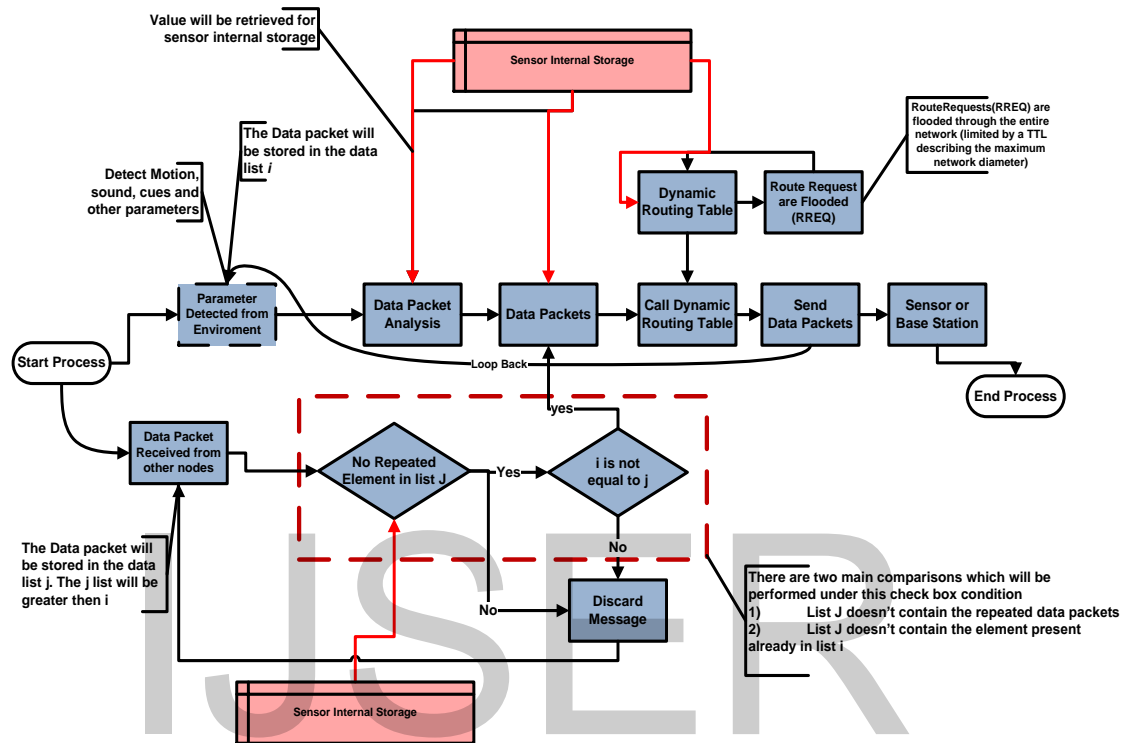 Value will be retrieved for
sensor internal storage
Sensor Internal Storage
RouteRequests(RREQ) are
flooded through the entire
network (limited by a TTL
describing the maximum
network diameter)
The Data packet will
be stored in the data
list i
Detect Motion,
sound, cues and
other parameters
Dynamic
Routing Table
Route Request
are Flooded
(RREQ)
Parameter
Detected from
Enviroment
Data Packet
Analysis
Data Packets
Call Dynamic
Routing Table
Send
Data Packets
Sensor or
Base Station
Start Process
Loop Back
End Process
yes
Data Packet
Received from
other nodes
No Repeated
Element in list J
Yes
i is not
equal to j
No
The Data packet will
be stored in the data
list j. The j list will be
greater then i
No
Discard
Message
There are two main comparisons which will be
performed under this check box condition
1) List J doesn't contain the repeated data packets
2) List J doesn't contain the element present
already in list i
Sensor Internal Storage
IJSER